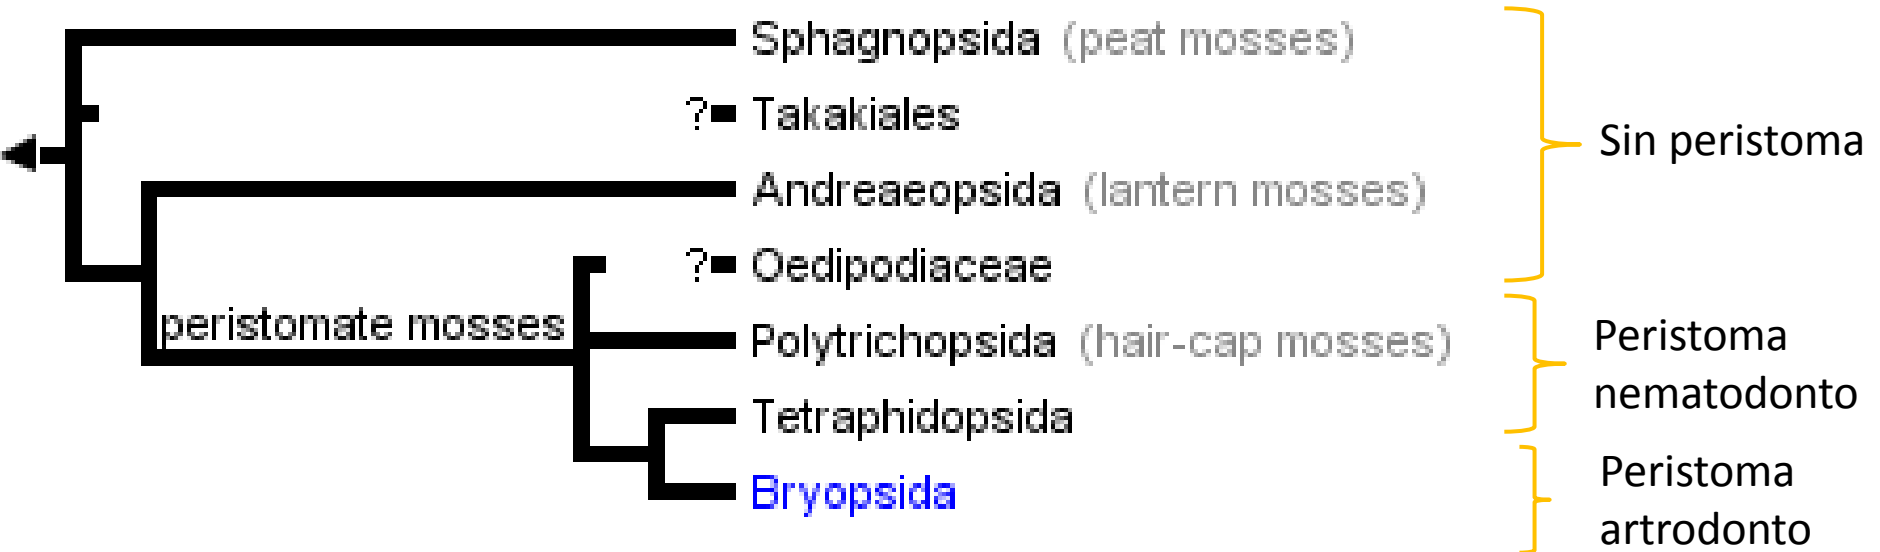 Sphagnopsida (peat mosses)
? Takakiales
Andreaeopsida (lantern mosses)
? Oedipodiaceae
peristomate mosses
Polytrichopsida (hair-cap mosses)
Tetraphidopsida
Bryopsida
Sin peristoma
Peristoma
nematodonto
Peristoma
artrodonto